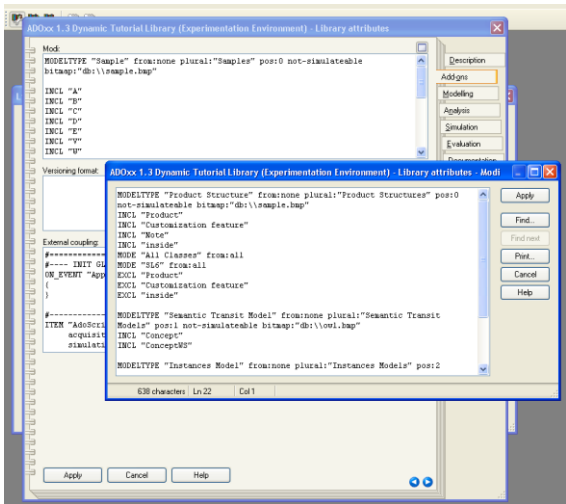 ADOxx 1.3 Dynamic Tutorial Library (Experimentation Environment) - Library attributes
Modi:
MODELTYPE "Sample" from:none plural:"Samples" pos:0 not-simulateable
bitmap:"db:\\sample.bmp"
INCL "A"
INCL "B"
INCL "C"
INCL "D"
INCL "E"
INCL "V"
INCL "W"
Description
Add-ons
Modelling
Analysis
Simulation
Evaluation
Documentation
Versioning format:
External coupling:
#---- INIT GL
ON_EVENT "App
{
}
ITEM "AdoScri
acquisit
simulati
Apply
Cancel
Help
ADOxx 1.3 Dynamic Tutorial Library (Experimentation Environment) - Library attributes - Modi
MODELTYPE "Product Structure" from:none plural:"Product Structures" pos:0
not-simulateable bitmap:"db:\\sample.bmp"
INCL "Product"
INCL "Customization feature"
INCL "Note"
INCL "inside"
MODE "All Classes" from:all
MODE "SL6" from:all
EXCL "Product"
EXCL "Customization feature"
EXCL "inside"
MODELTYPE "Semantic Transit Model" from:none plural:"Semantic Transit
Models" pos:1 not-simulateable bitmap:"db:\\owl.bmp"
INCL "Concept"
INCL "ConceptWS"
MODELTYPE "Instances Model" from:none plural:"Instances Models" pos:2
Apply
Find...
Find next
Print...
Cancel
Help
638 characters Ln 22 Col 1